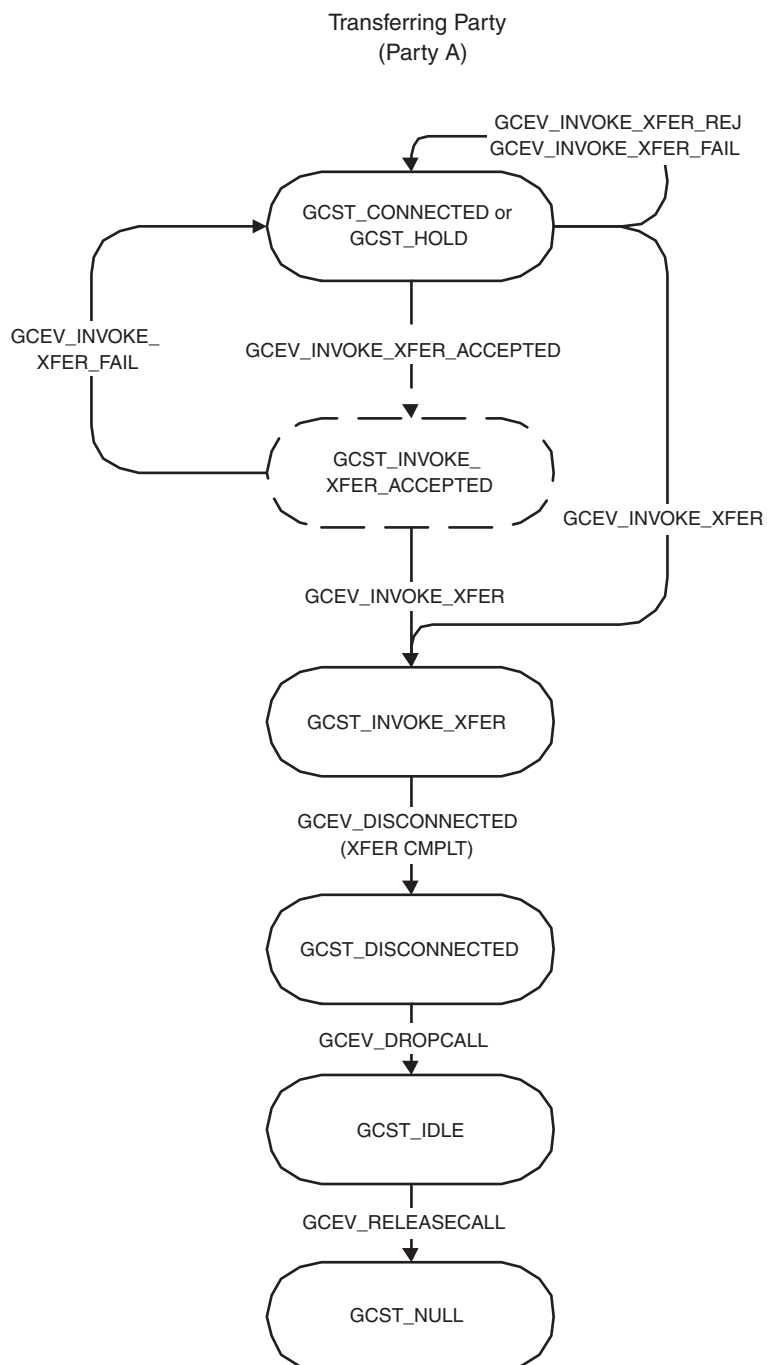 Transferring Party
(Party A)
GCEV_INVOKE_XFER_REJ
GCEV_INVOKE_XFER_FAIL
GCST_CONNECTED or
GCST_HOLD
GCEV_INVOKE_
XFER_FAIL
GCEV_INVOKE_XFER_ACCEPTED
GCST_INVOKE_
XFER_ACCEPTED
GCEV_INVOKE_XFER
GCEV_INVOKE_XFER
GCST_INVOKE_XFER
GCEV_DISCONNECTED
(XFER CMPLT)
GCST_DISCONNECTED
GCEV_DROPCALL
GCST_IDLE
GCEV_RELEASECALL
GCST_NULL